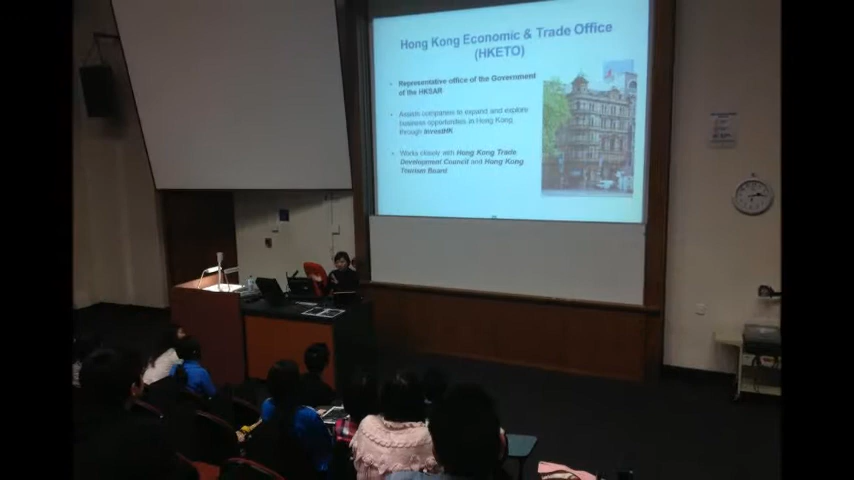 Hong Kong Economic & Trade Office
(HKETO)
Representative office of the Government
of the HKSAR
Assists companies to expand and explore
business opportunities in Hong Kong
through InvestHK
Works closely with Hong Kong Trade
Development Council and Hong Kong
Tourism Board